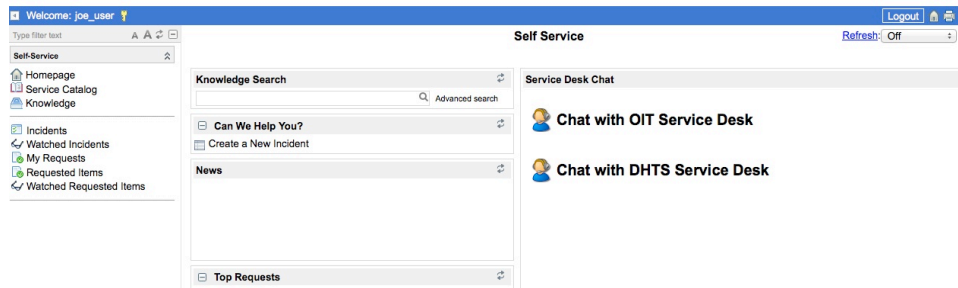 Welcome: joe_user
Logout
Type filter text
A A
Self Service
Refresh: Off
Self-Service
Homepage
Service Catalog
Knowledge
Incidents
Watched Incidents
My Requests
Requested Items
Watched Requested Items
Knowledge Search
Advanced search
Can We Help You?
Create a New Incident
News
Top Requests
Service Desk Chat
Chat with OIT Service Desk
Chat with DHTS Service Desk